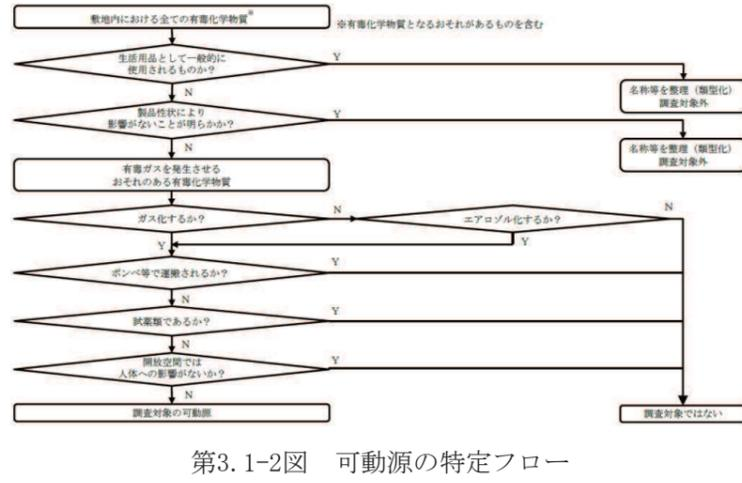 敷地内における全ての有毒化学物質※
※有毒化学物質となるおそれがあるものを含む
生活用品として一般的に
使用されるものか?
Y
N
名称等を整理(類型化)
調査対象外
製品性状により
影響がないことが明らかか?
Y
N
名称等を整理(類型化)
調査対象外
有毒ガスを発生させる
おそれのある有毒化学物質
ガス化するか?
N
エアロゾル化するか?
N
Y
Y
ボンベ等で運搬されるか?
Y
N
試薬類であるか?
Y
N
開放空間では
人体への影響がないか?
Y
N
調査対象の可動源
調査対象ではない
第3.1-2図 可動源の特定フロー